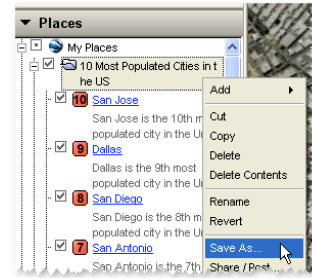 Places
My Places
10 Most Populated Cities in t
he US
10 San Jose
San Jose is the 10th m
populated city in the U
9 Dallas
Dallas is the 9th most
populated city in the U
8 San Diego
San Diego is the 8th m
populated city in the U
7 San Antonio
San Antonio is the 7th
Add
Cut
Copy
Delete
Delete Contents
Rename
Revert
Save As...
Share / Post...